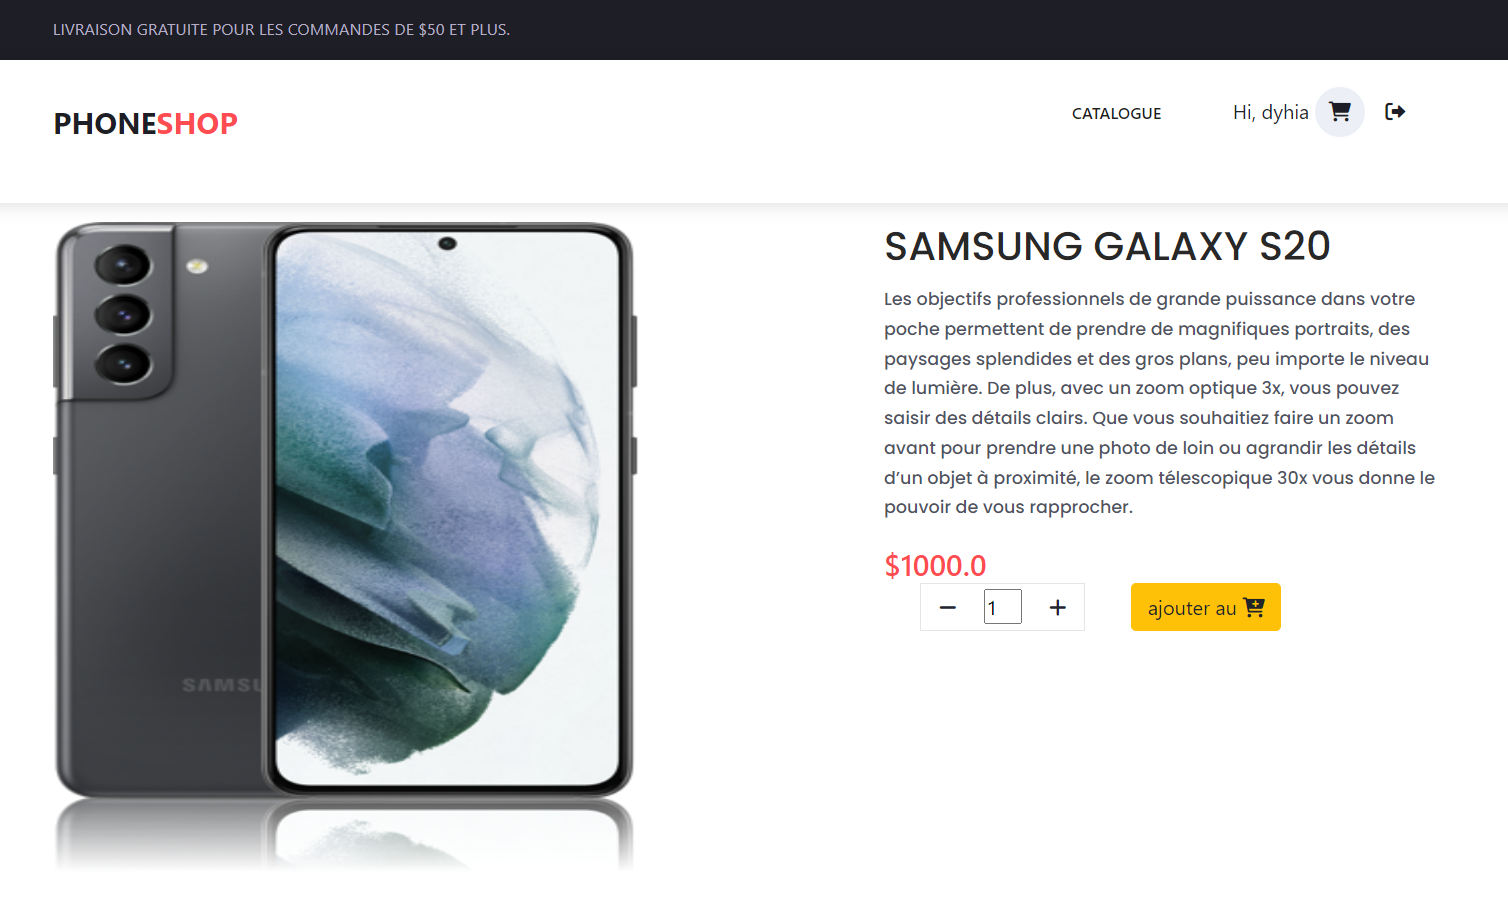 LIVRAISON GRATUITE POUR LES COMMANDES DE $50 ET PLUS.
PHONESHOP
CATALOGUE
Hi, dyhia
SAMSUNG GALAXY S20
Les objectifs professionnels de grande puissance dans votre
poche permettent de prendre de magnifiques portraits, des
paysages splendides et des gros plans, peu importe le niveau
de lumière. De plus, avec un zoom optique 3x, vous pouvez
saisir des détails clairs. Que vous souhaitiez faire un zoom
avant pour prendre une photo de loin ou agrandir les détails
d’un objet à proximité, le zoom télescopique 30x vous donne le
pouvoir de vous rapprocher.
$1000.0
− 1 +
ajouter au
SAMSU